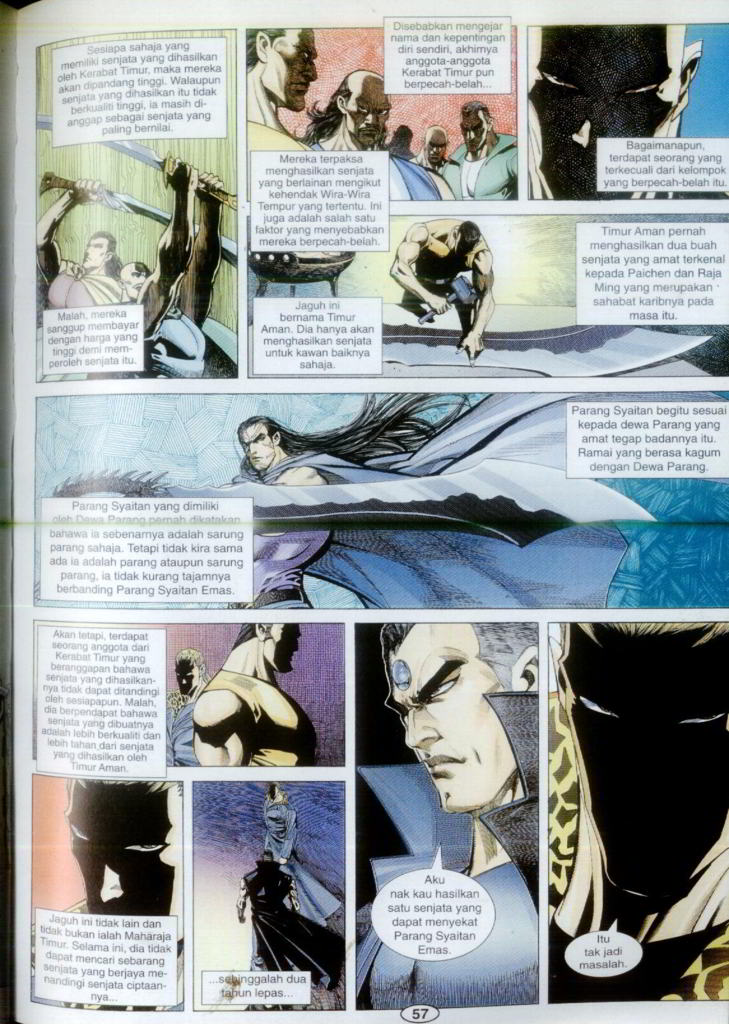 Sesiapa sahaja yang
memiliki senjata yang dihasilkan
oleh Kerabat Timur, maka mereka
akan dipandang tinggi. Walaupun
senjata yang dihasilkan itu tidak
berkualiti tinggi, ia masih di-
anggap sebagai senjata yang
paling bernilai.
Malah, mereka
sanggup membayar
dengan harga yang
tinggi demi mem-
peroleh senjata itu.
Disebabkan mengejar
nama dan kepentingan
diri sendiri, akhirnya
anggota-anggota
Kerabat Timur pun
berpecah-belah...
Mereka terpaksa
menghasilkan senjata
yang berlainan mengikut
kehendak Wira-Wira
Tempur yang tertentu. Ini
juga adalah salah satu
faktor yang menyebabkan
mereka berpecah-belah.
Bagaimanapun,
terdapat seorang yang
terkecuali dari kelompok
yang berpecah-belah itu.
Jaguh ini
bernama Timur
Aman. Dia hanya akan
menghasilkan senjata
untuk kawan baiknya
sahaja.
Timur Aman pernah
menghasilkan dua buah
senjata yang amat terkenal
kepada Paichen dan Raja
Ming yang merupakan
sahabat karibnya pada
masa itu.
Parang Syaitan begitu sesuai
kepada dewa Parang yang
amat tegap badannya itu.
Ramai yang berasa kagum
dengan Dewa Parang.
Parang Syaitan yang dimiliki
oleh Dewa Parang pernah dikatakan
bahawa ia sebenarnya adalah sarung
parang sahaja. Tetapi tidak kira sama
ada ia adalah parang ataupun sarung
parang, ia tidak kurang tajamnya
berbanding Parang Syaitan Emas.
Akan tetapi, terdapat
seorang anggota dari
Kerabat Timur yang
beranggapan bahawa
senjata yang dihasilkan-
nya tidak dapat ditandingi
oleh sesiapapun. Malah,
dia berpendapat bahawa
senjata yang dibuatnya
adalah lebih berkualiti dan
lebih tahan dari senjata
yang dihasilkan oleh
Timur Aman.
Jaguh ini tidak lain dan
tidak bukan ialah Maharaja
Timur. Selama ini, dia tidak
dapat mencari sebarang
senjata yang berjaya me-
nandingi senjata ciptaan-
nya...
...sehinggalah dua
tahun lepas...
Aku
nak kau hasilkan
satu senjata yang
dapat menyekat
Parang Syaitan
Emas.
Itu
tak jadi
masalah.
57